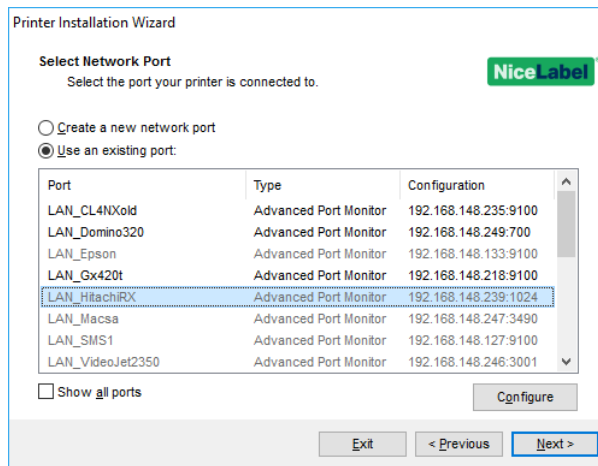 Printer Installation Wizard
Select Network Port
Select the port your printer is connected to.
NiceLabel
Create a new network port
Use an existing port:
Port Type Configuration
LAN_CL4NXold Advanced Port Monitor 192.168.148.235:9100
LAN_Domino320 Advanced Port Monitor 192.168.148.249:700
LAN_Epson Advanced Port Monitor 192.168.148.133:9100
LAN_Gx420t Advanced Port Monitor 192.168.148.218:9100
LAN_HitachiRX Advanced Port Monitor 192.168.148.239:1024
LAN_Macsa Advanced Port Monitor 192.168.148.247:3490
LAN_SMS1 Advanced Port Monitor 192.168.148.127:9100
LAN_VideoJet2350 Advanced Port Monitor 192.168.148.246:3001
Show all ports
Configure
Exit < Previous Next >